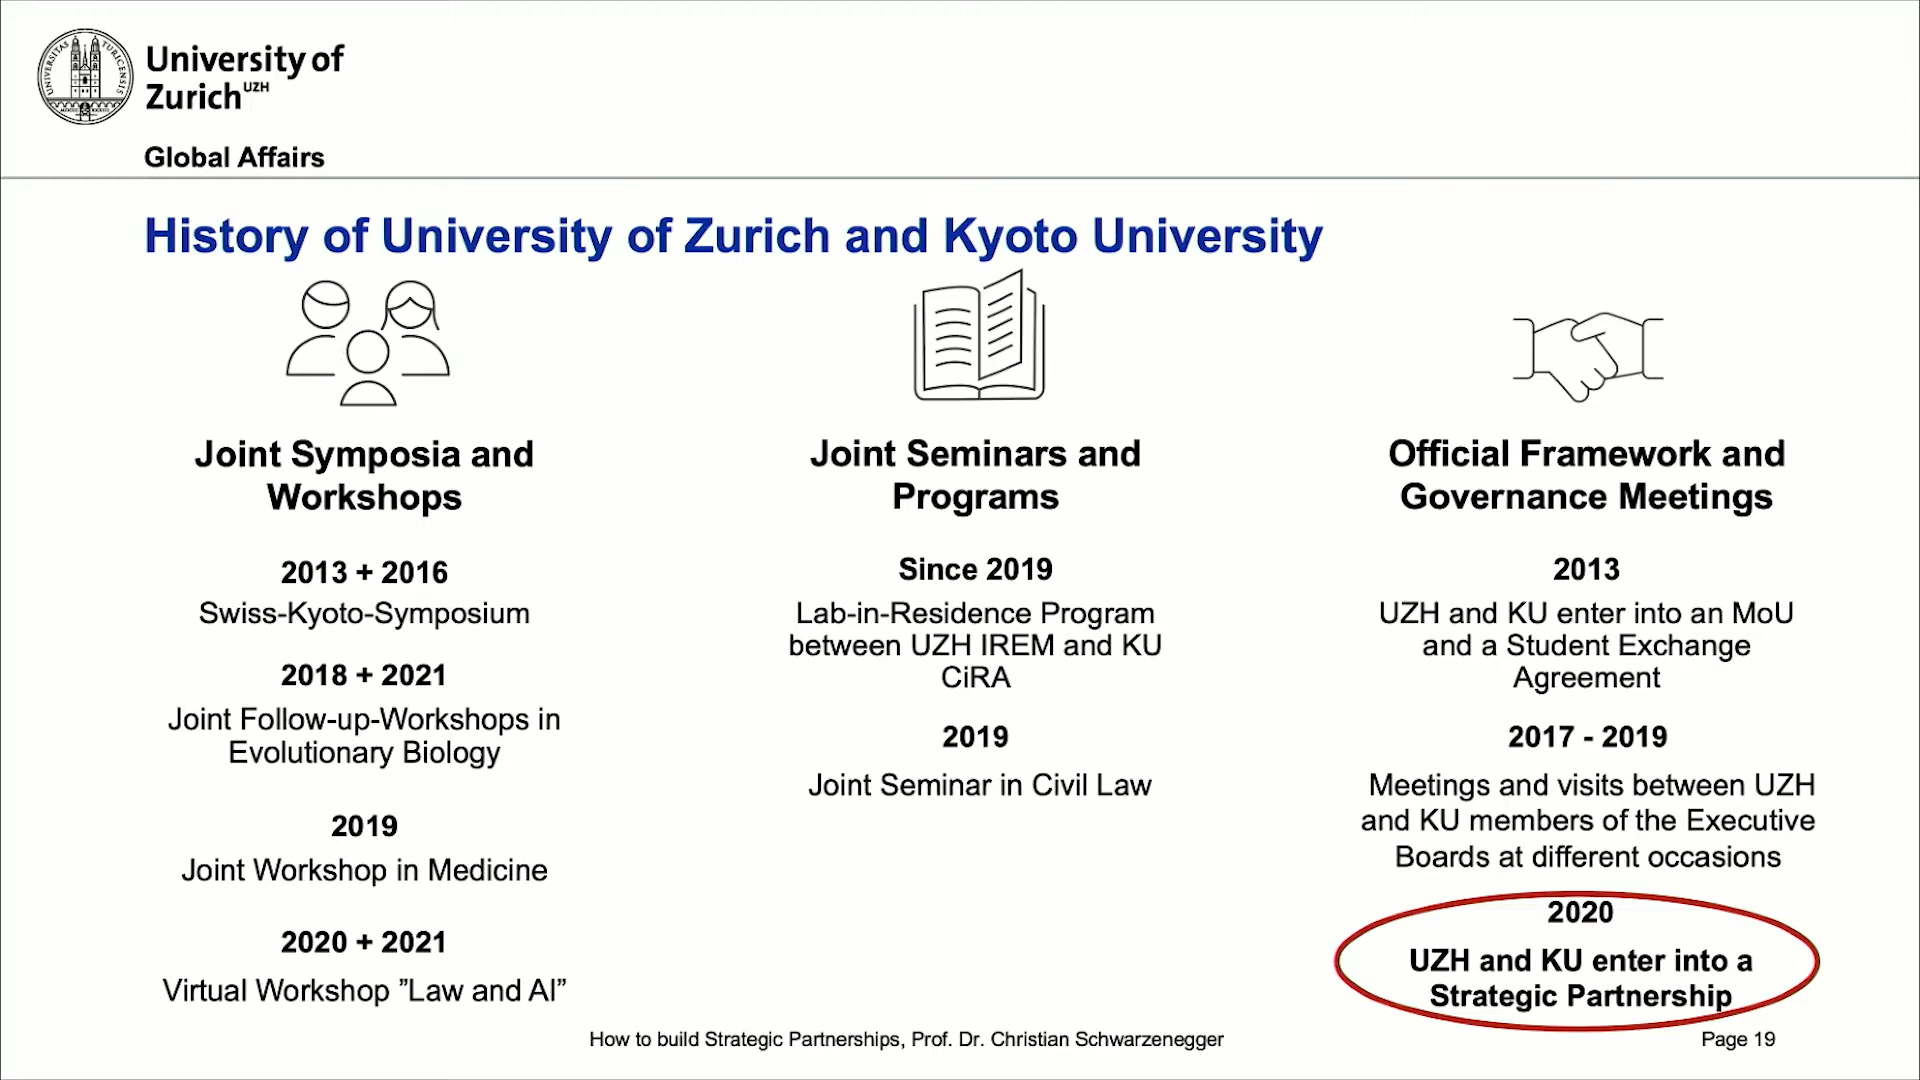 UNIVERSITAS TURICENSIS
University of
Zurich UZH
Global Affairs
History of University of Zurich and Kyoto University
Joint Symposia and
Workshops
2013 + 2016
Swiss-Kyoto-Symposium
2018 + 2021
Joint Follow-up-Workshops in
Evolutionary Biology
2019
Joint Workshop in Medicine
2020 + 2021
Virtual Workshop ”Law and AI”
Joint Seminars and
Programs
Since 2019
Lab-in-Residence Program
between UZH IREM and KU
CiRA
2019
Joint Seminar in Civil Law
Official Framework and
Governance Meetings
2013
UZH and KU enter into an MoU
and a Student Exchange
Agreement
2017 - 2019
Meetings and visits between UZH
and KU members of the Executive
Boards at different occasions
2020
UZH and KU enter into a
Strategic Partnership
How to build Strategic Partnerships, Prof. Dr. Christian Schwarzenegger
Page 19